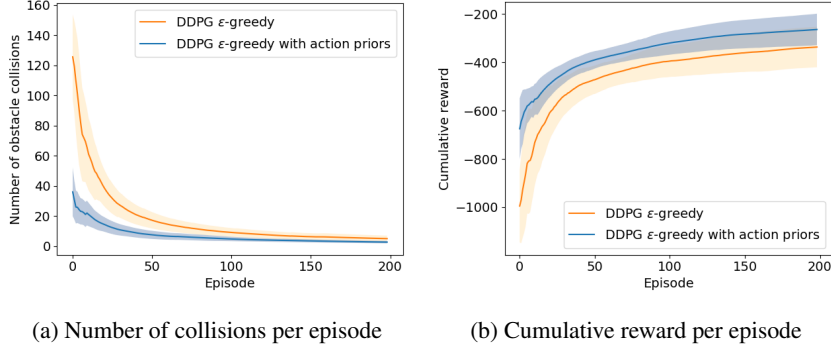 160
140
120
100
80
60
40
20
0
Number of obstacle collisions
DDPG ε-greedy
DDPG ε-greedy with action priors
0 50 100 150 200
Episode
(a) Number of collisions per episode
−200
−400
−600
−800
−1000
Cumulative reward
DDPG ε-greedy
DDPG ε-greedy with action priors
0 50 100 150 200
Episode
(b) Cumulative reward per episode